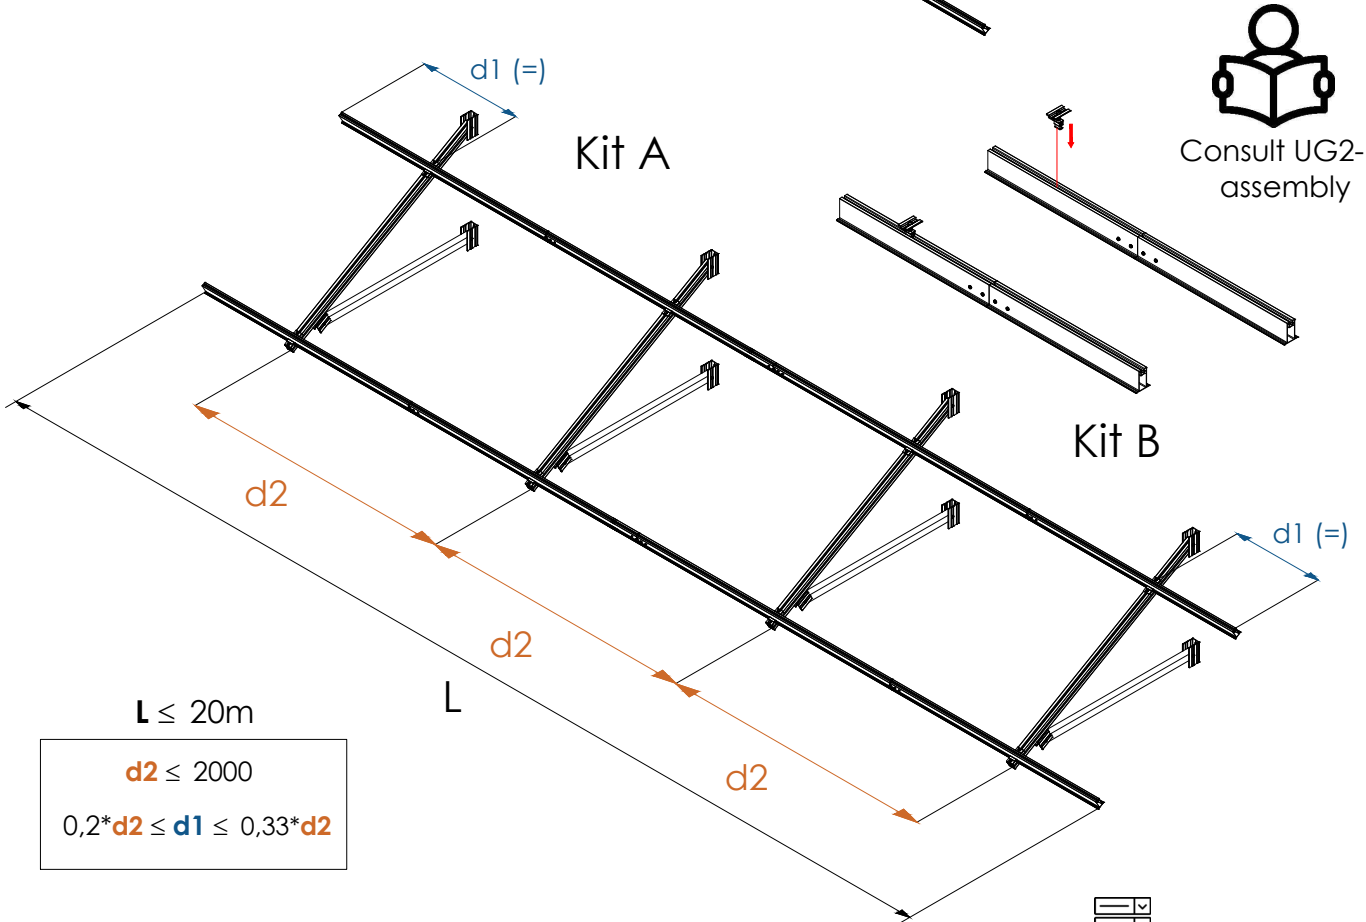 d1 (=)
Kit A
Consult UG2-
assembly
Kit B
d2
d1 (=)
d2
L
d2
L ≤ 20m
d2 ≤ 2000
0,2*d2 ≤ d1 ≤ 0,33*d2